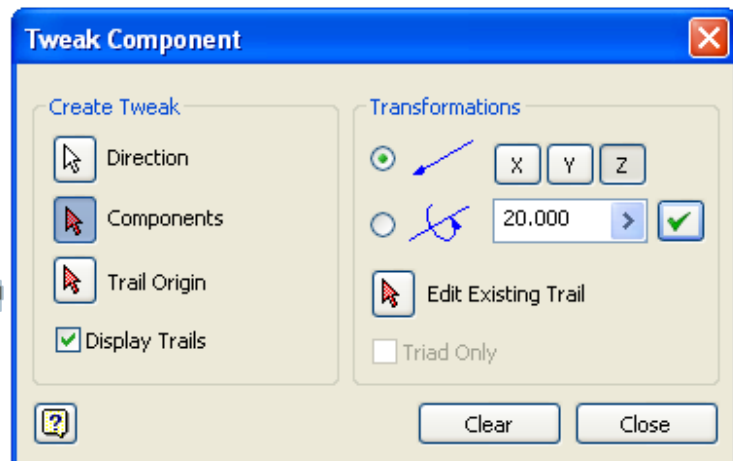 Tweak Component
Create Tweak
Direction
Components
Trail Origin
Display Trails
Transformations
X Y Z
20.000
Edit Existing Trail
Triad Only
?
Clear Close